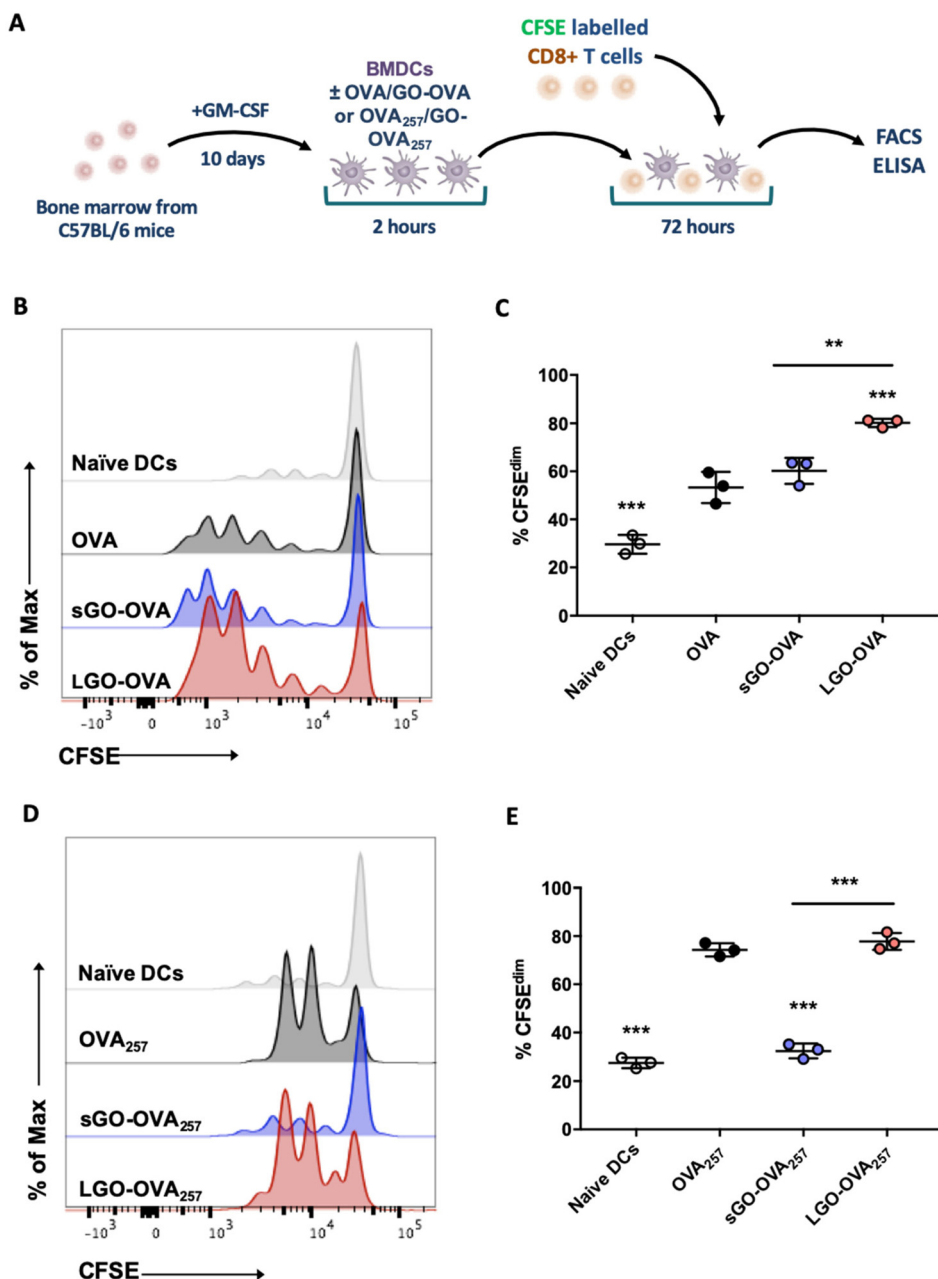 A
+GM-CSF
10 days
Bone marrow from
C57BL/6 mice
BMDCs
± OVA/GO-OVA
or OVA₂₅₇/GO-
OVA₂₅₇
2 hours
CFSE labelled
CD8+ T cells
72 hours
FACS
ELISA
B
% of Max
Naïve DCs
OVA
sGO-OVA
LGO-OVA
-10³ 0 10³ 10⁴ 10⁵
CFSE
C
% CFSEᵈⁱᵐ
100
80
60
40
20
0
***
**
***
Naive DCs
OVA
sGO-OVA
LGO-OVA
D
% of Max
Naïve DCs
OVA₂₅₇
sGO-OVA₂₅₇
LGO-OVA₂₅₇
-10³ 0 10³ 10⁴ 10⁵
CFSE
E
% CFSEᵈⁱᵐ
100
80
60
40
20
0
***
***
***
Naive DCs
OVA₂₅₇
sGO-OVA₂₅₇
LGO-OVA₂₅₇